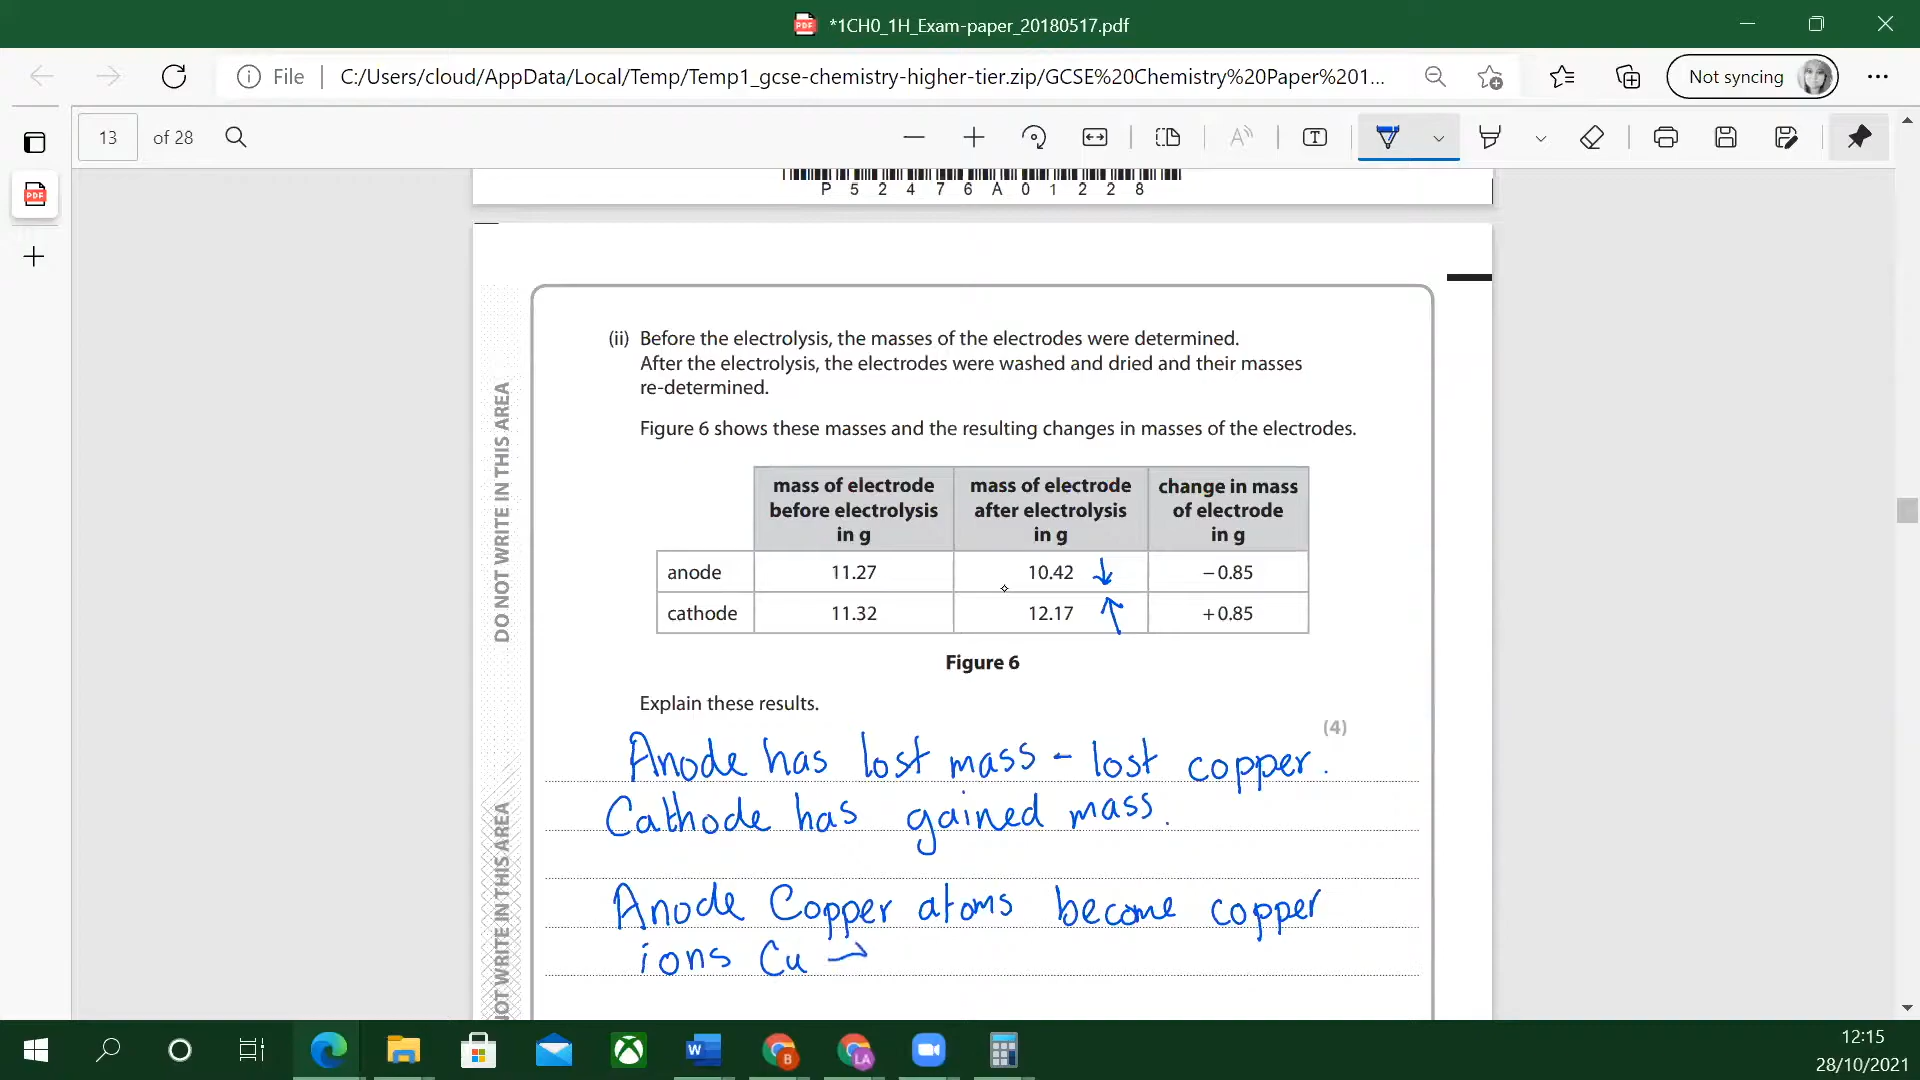 *1CH0_1H_Exam-paper_20180517.pdf
File C:/Users/cloud/AppData/Local/Temp/Temp1_gcse-chemistry-higher-tier.zip/GCSE%20Chemistry%20Paper%201... Not syncing
13 of 28
P 5 2 4 7 6 A 0 1 2 2 8
(ii) Before the electrolysis, the masses of the electrodes were determined.
After the electrolysis, the electrodes were washed and dried and their masses
re-determined.
Figure 6 shows these masses and the resulting changes in masses of the electrodes.
mass of electrode before electrolysis in g
mass of electrode after electrolysis in g
change in mass of electrode in g
anode 11.27 10.42 ↓ −0.85
cathode 11.32 12.17 ↑ +0.85
Figure 6
Explain these results.
(4)
Anode has lost mass - lost copper.
Cathode has gained mass.
Anode Copper atoms become copper
ions Cu →
DO NOT WRITE IN THIS AREA
NOT WRITE IN THIS AREA
12:15
28/10/2021